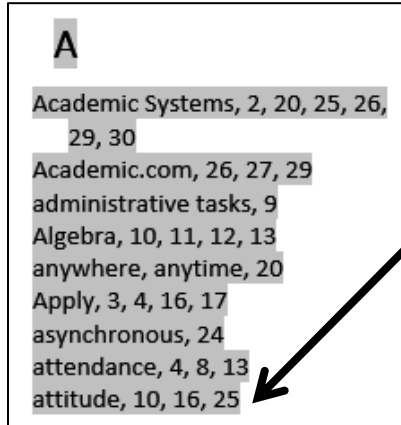 A
Academic Systems, 2, 20, 25, 26,
29, 30
Academic.com, 26, 27, 29
administrative tasks, 9
Algebra, 10, 11, 12, 13
anywhere, anytime, 20
Apply, 3, 4, 16, 17
asynchronous, 24
attendance, 4, 8, 13
attitude, 10, 16, 25